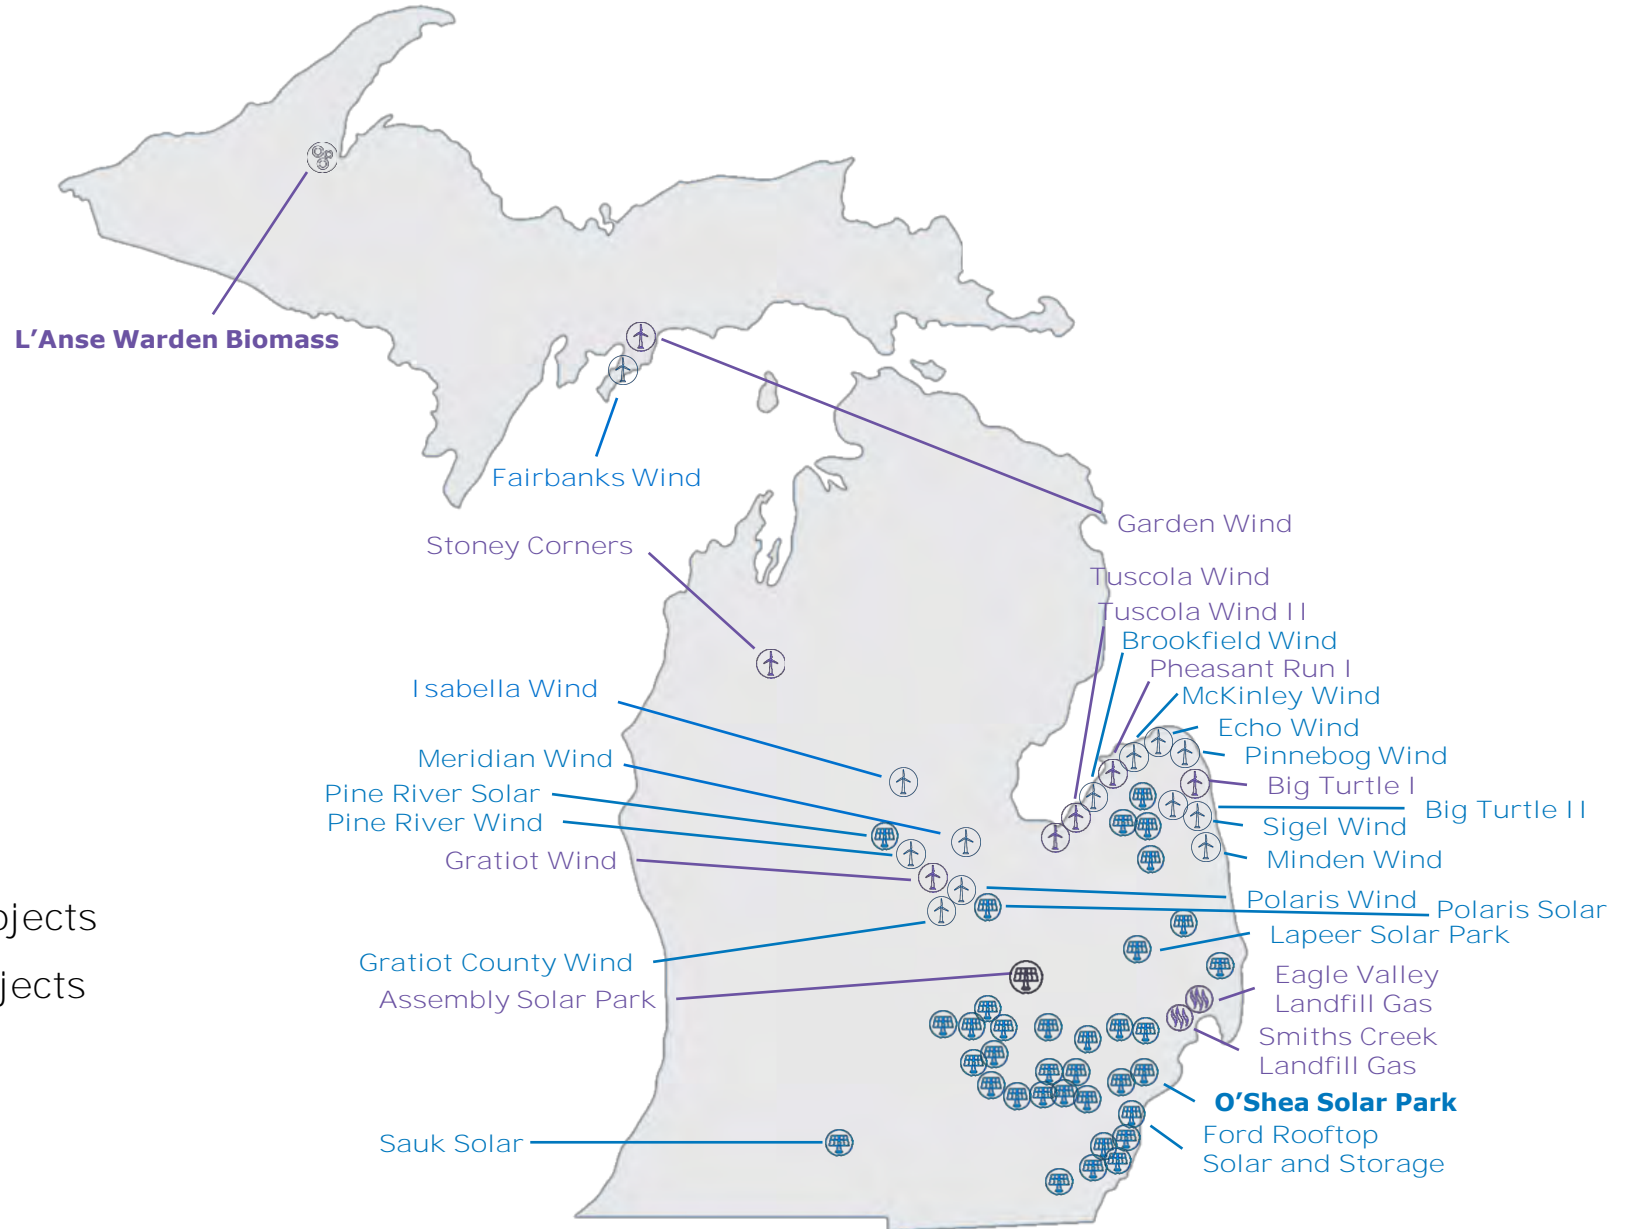 L'Anse Warden Biomass
Fairbanks Wind
Garden Wind
Stoney Corners
Tuscola Wind
Tuscola Wind II
Brookfield Wind
Pheasant Run I
McKinley Wind
Isabella Wind
Echo Wind
Pinnebog Wind
Meridian Wind
Big Turtle I
Pine River Solar
Big Turtle II
Pine River Wind
Sigel Wind
Gratiot Wind
Minden Wind
Polaris Wind
Polaris Solar
ojects
Lapeer Solar Park
Gratiot County Wind
Eagle Valley
Landfill Gas
jects
Assembly Solar Park
Smiths Creek
Landfill Gas
O'Shea Solar Park
Ford Rooftop
Solar and Storage
Sauk Solar